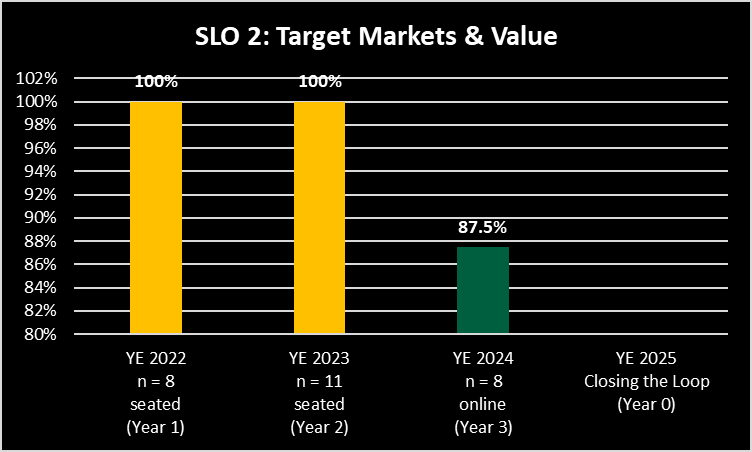 SLO 2: Target Markets & Value
102%
100%
98%
96%
94%
92%
90%
88%
86%
84%
82%
80%
100%
100%
87.5%
YE 2022
n = 8
seated
(Year 1)
YE 2023
n = 11
seated
(Year 2)
YE 2024
n = 8
online
(Year 3)
YE 2025
Closing the Loop
(Year 0)